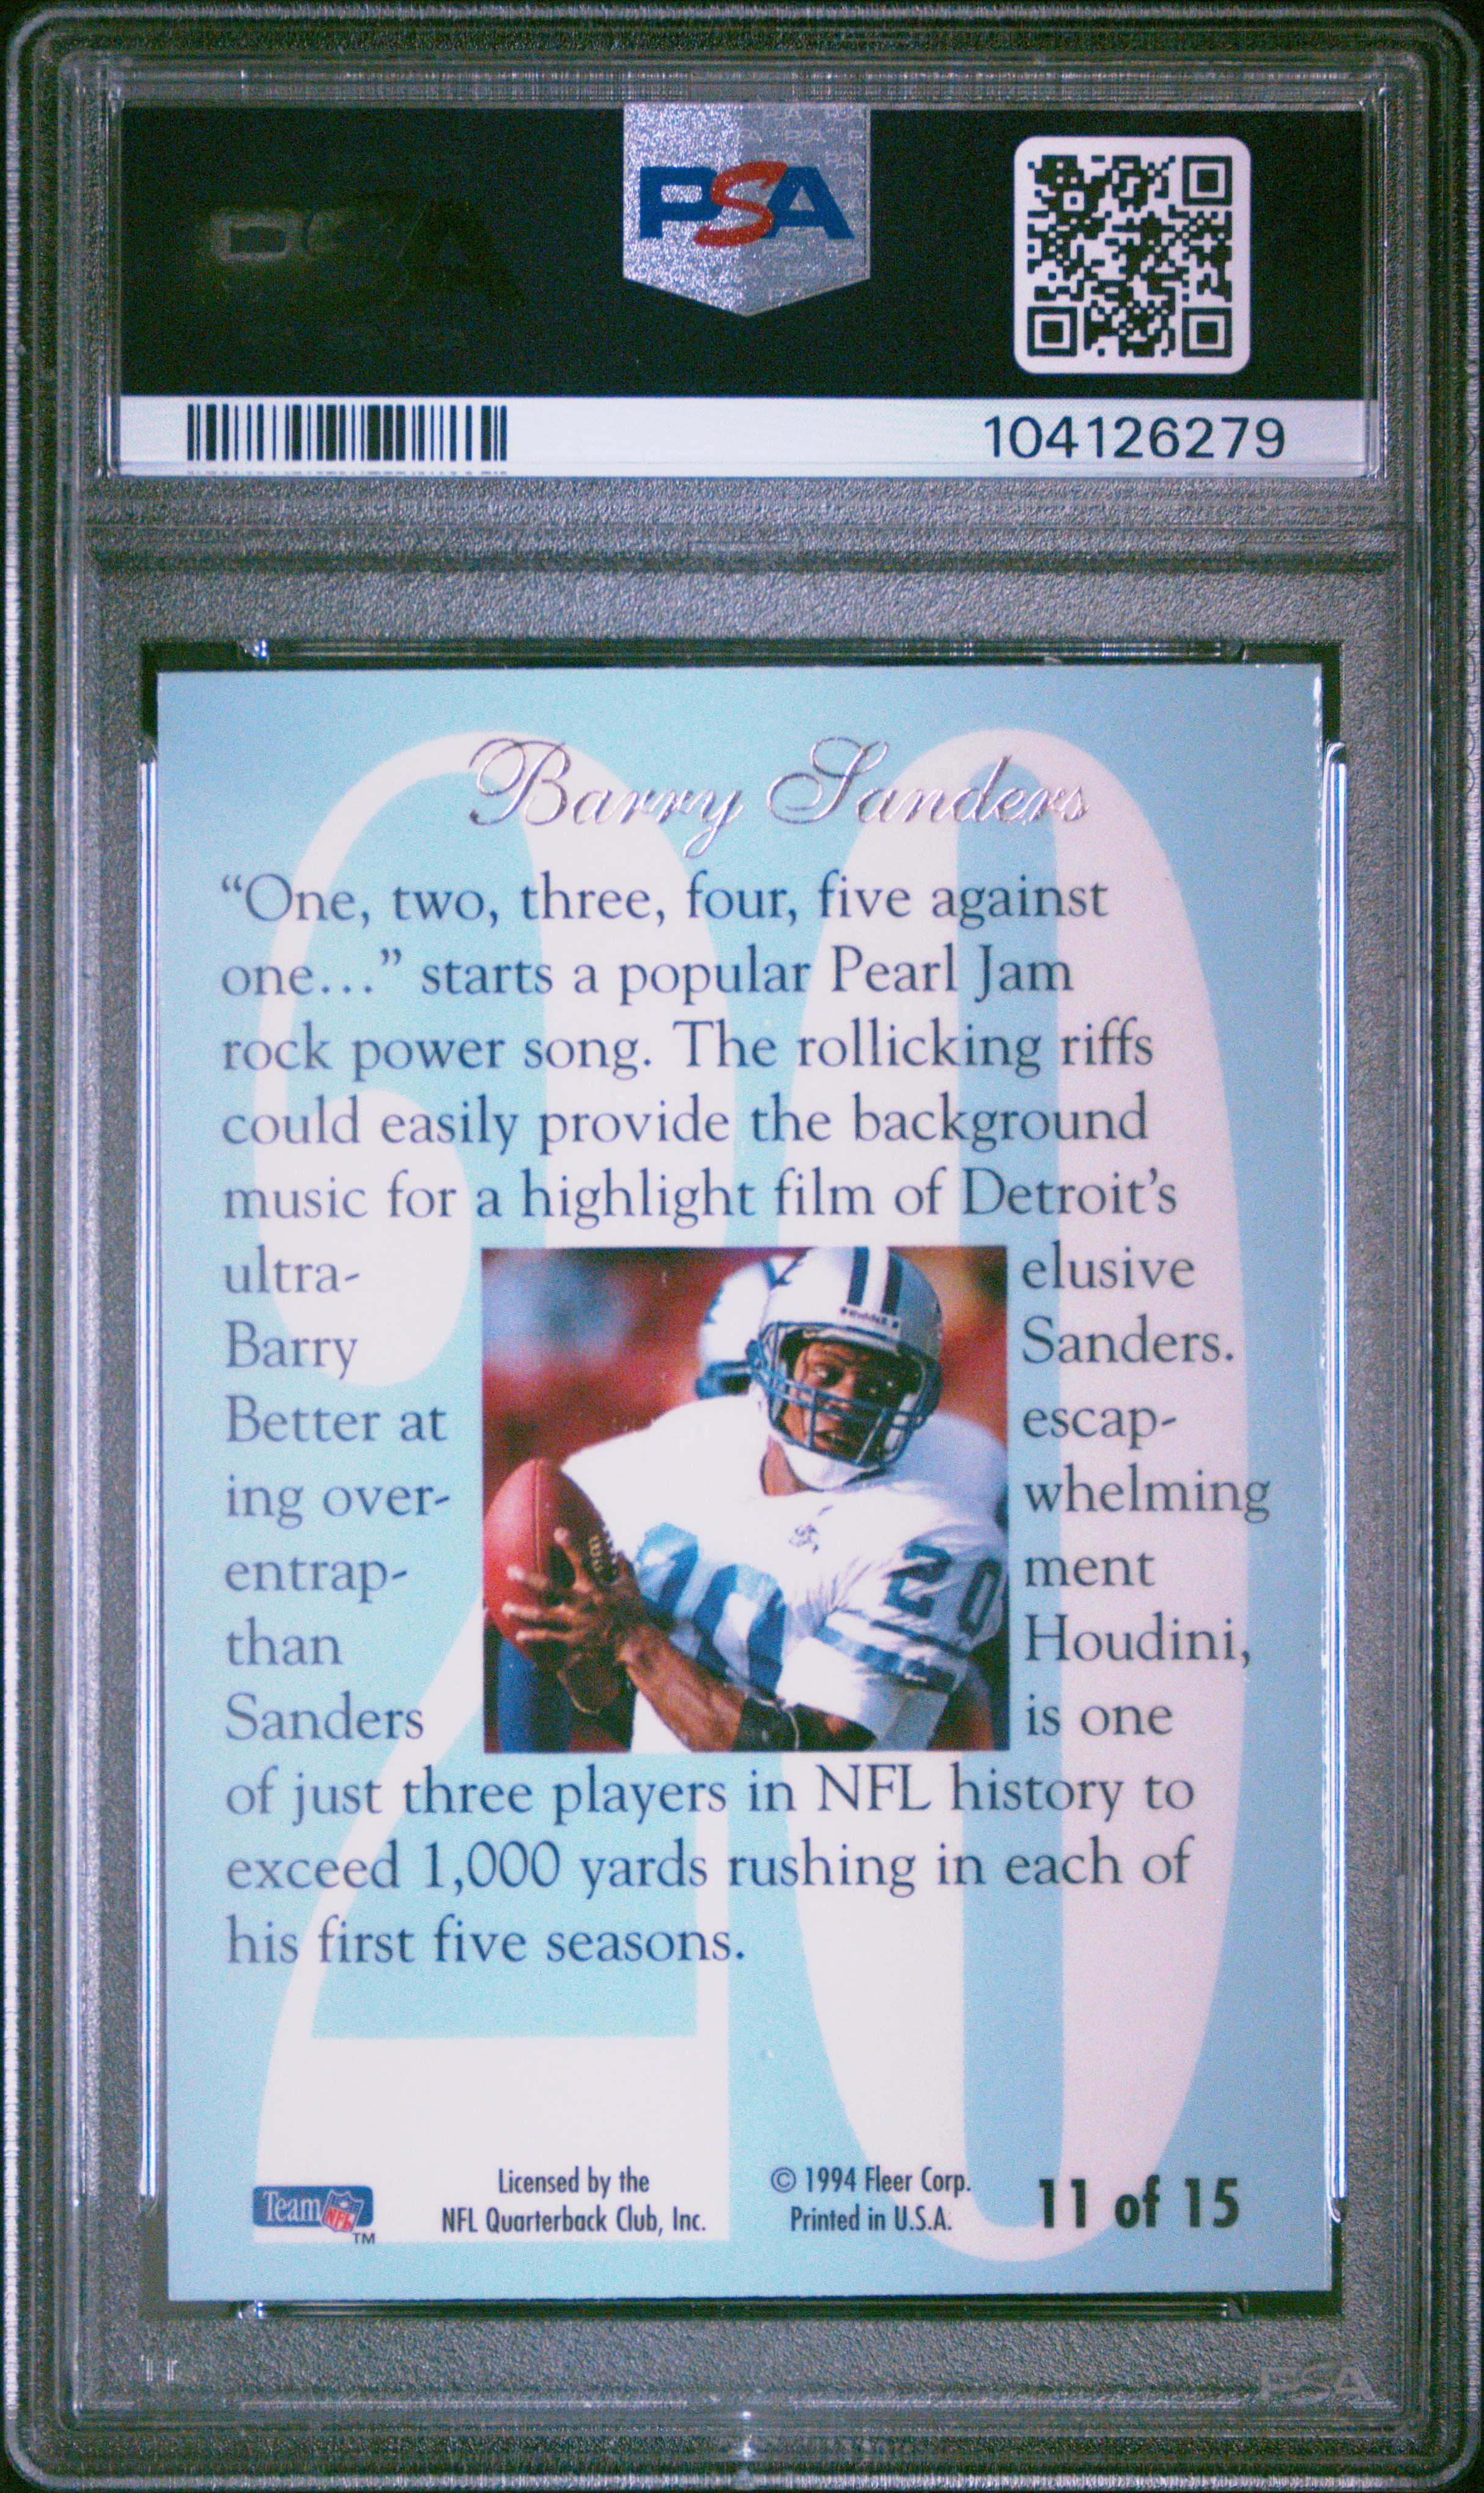 PSA
104126279
Barry Sanders
“One, two, three, four, five against
one...” starts a popular Pearl Jam
rock power song. The rollicking riffs
could easily provide the background
music for a highlight film of Detroit’s
ultra- elusive
Barry Sanders.
Better at escap-
ing over- whelming
entrap- ment
than Houdini,
Sanders is one
of just three players in NFL history to
exceed 1,000 yards rushing in each of
his first five seasons.
Riddell
20
Team NFL
TM
Licensed by the
NFL Quarterback Club, Inc.
© 1994 Fleer Corp.
Printed in U.S.A.
11 of 15
PSA